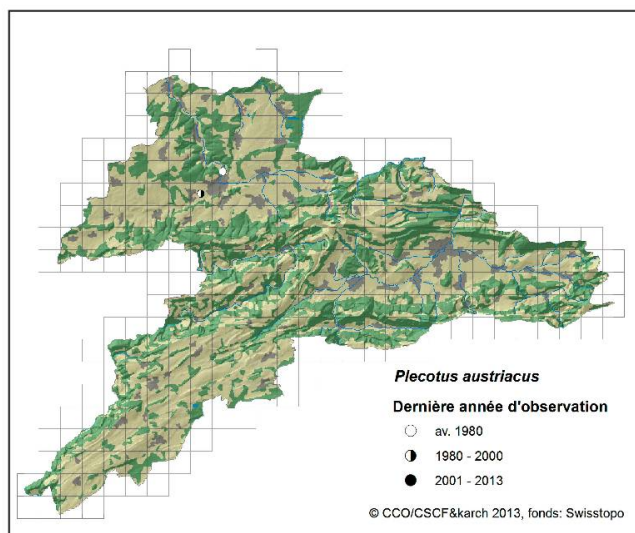 Plecotus austriacus
Dernière année d'observation
av. 1980
1980 - 2000
2001 - 2013
© CCO/CSCF&karch 2013, fonds: Swisstopo